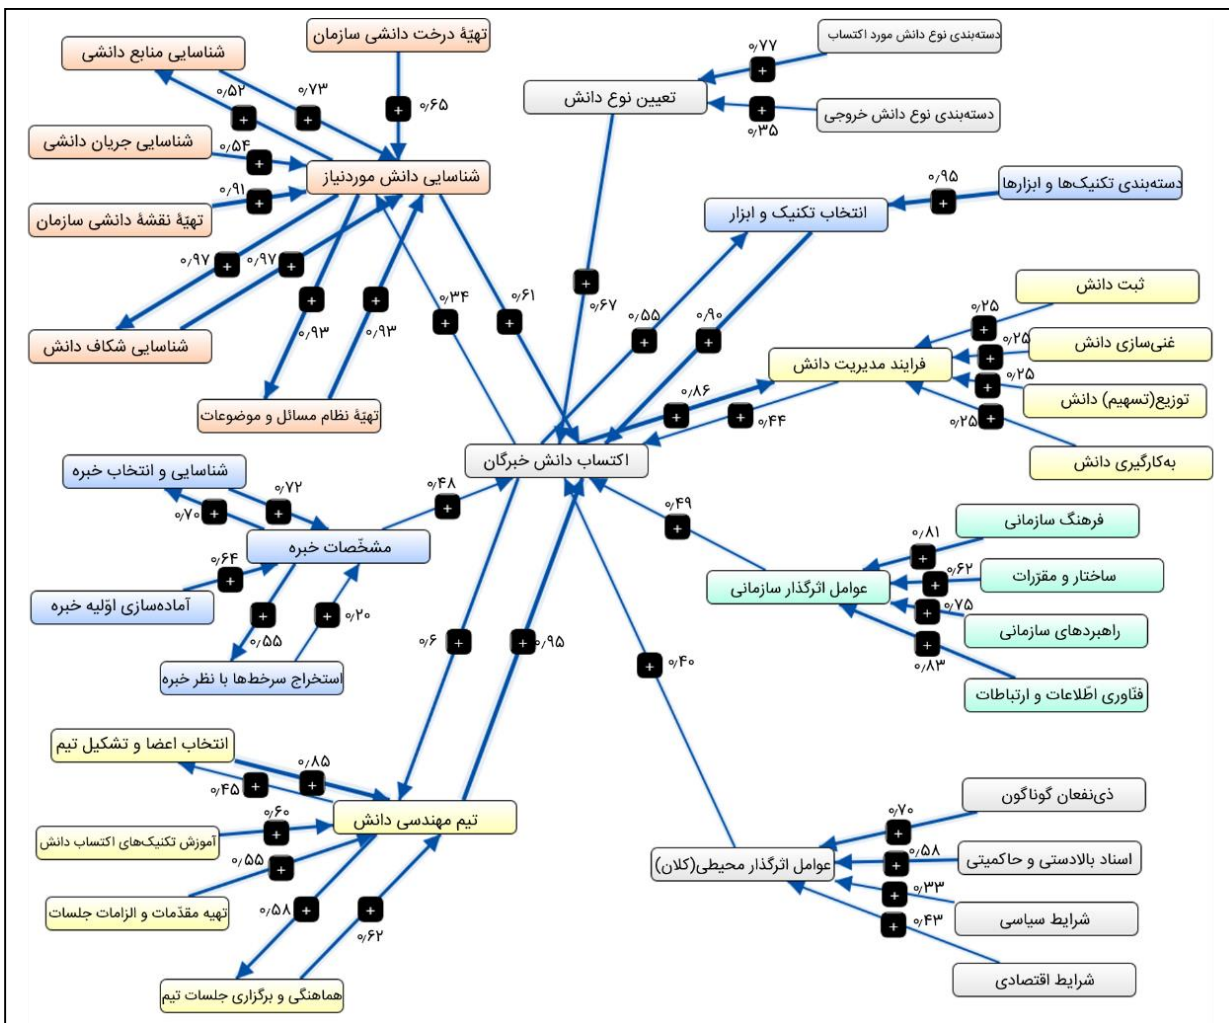 تهیّۀ درخت دانشی سازمان
شناسایی منابع دانشی
۰٫۵۲
+
۰٫۷۳
+
+
۰٫۶۵
شناسایی جریان دانشی
۰٫۵۴
+
شناسایی دانش موردنیاز
تهیّۀ نقشۀ دانشی سازمان
۰٫۹۱
+
۰٫۹۷
+
۰٫۹۷
+
+
۰٫۹۳
+
۰٫۹۳
شناسایی شکاف دانش
تهیّۀ نظام مسائل و موضوعات
۰٫۳۴
+
۰٫۶۱
+
دسته‌بندی نوع دانش مورد اکتساب
۰٫۷۷
+
تعیین نوع دانش
دسته‌بندی نوع دانش خروجی
+
۰٫۳۵
+
۰٫۶۷
دسته‌بندی تکنیک‌ها و ابزارها
۰٫۹۵
+
انتخاب تکنیک و ابزار
۰٫۵۵
+
۰٫۹۰
+
ثبت دانش
۰٫۲۵
+
غنی‌سازی دانش
۰٫۲۵
+
فرایند مدیریت دانش
توزیع(تسهیم) دانش
۰٫۲۵
+
به‌کارگیری دانش
۰٫۲۵
+
۰٫۸۶
+
+
۰٫۴۴
اکتساب دانش خبرگان
شناسایی و انتخاب خبره
۰٫۷۲
+
۰٫۷۰
+
۰٫۴۸
+
مشخّصات خبره
۰٫۶۴
+
آماده‌سازی اوّلیه خبره
+
۰٫۵۵
+
۰٫۲۰
استخراج سرخط‌ها با نظر خبره
۰٫۴۹
+
فرهنگ سازمانی
۰٫۸۱
+
ساختار و مقرّرات
۰٫۶۲
+
عوامل اثرگذار سازمانی
راهبردهای سازمانی
۰٫۷۵
+
+
۰٫۸۳
فنّاوری اطّلاعات و ارتباطات
۰٫۶
+
+
۰٫۹۵
+
۰٫۴۰
انتخاب اعضا و تشکیل تیم
۰٫۸۵
+
۰٫۴۵
+
تیم مهندسی دانش
آموزش تکنیک‌های اکتساب دانش
۰٫۶۰
+
۰٫۵۵
+
تهیه مقدّمات و الزامات جلسات
۰٫۵۸
+
+
۰٫۶۲
هماهنگی و برگزاری جلسات تیم
ذی‌نفعان گوناگون
۰٫۷۰
+
اسناد بالادستی و حاکمیتی
۰٫۵۸
+
عوامل اثرگذار محیطی(کلان)
۰٫۳۳
+
شرایط سیاسی
۰٫۴۳
+
شرایط اقتصادی